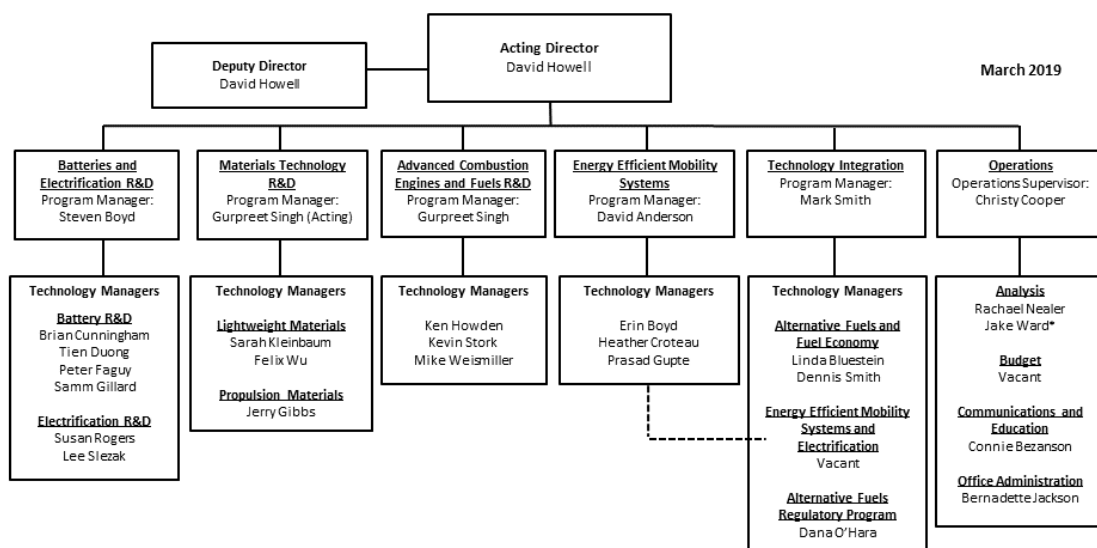 Acting Director
David Howell
Deputy Director
David Howell
March 2019
Batteries and
Electrification R&D
Program Manager:
Steven Boyd
Materials Technology
R&D
Program Manager:
Gurpreet Singh (Acting)
Advanced Combustion
Engines and Fuels R&D
Program Manager:
Gurpreet Singh
Energy Efficient Mobility
Systems
Program Manager:
David Anderson
Technology Integration
Program Manager:
Mark Smith
Operations
Operations Supervisor:
Christy Cooper
Technology Managers
Battery R&D
Brian Cunningham
Tien Duong
Peter Faguy
Samm Gillard
Electrification R&D
Susan Rogers
Lee Slezak
Technology Managers
Lightweight Materials
Sarah Kleinbaum
Felix Wu
Propulsion Materials
Jerry Gibbs
Technology Managers
Ken Howden
Kevin Stork
Mike Weismiller
Technology Managers
Erin Boyd
Heather Croteau
Prasad Gupte
Technology Managers
Alternative Fuels and
Fuel Economy
Linda Bluestein
Dennis Smith
Energy Efficient Mobility
Systems and
Electrification
Vacant
Alternative Fuels
Regulatory Program
Dana O’Hara
Analysis
Rachael Nealer
Jake Ward*
Budget
Vacant
Communications and
Education
Connie Bezanson
Office Administration
Bernadette Jackson